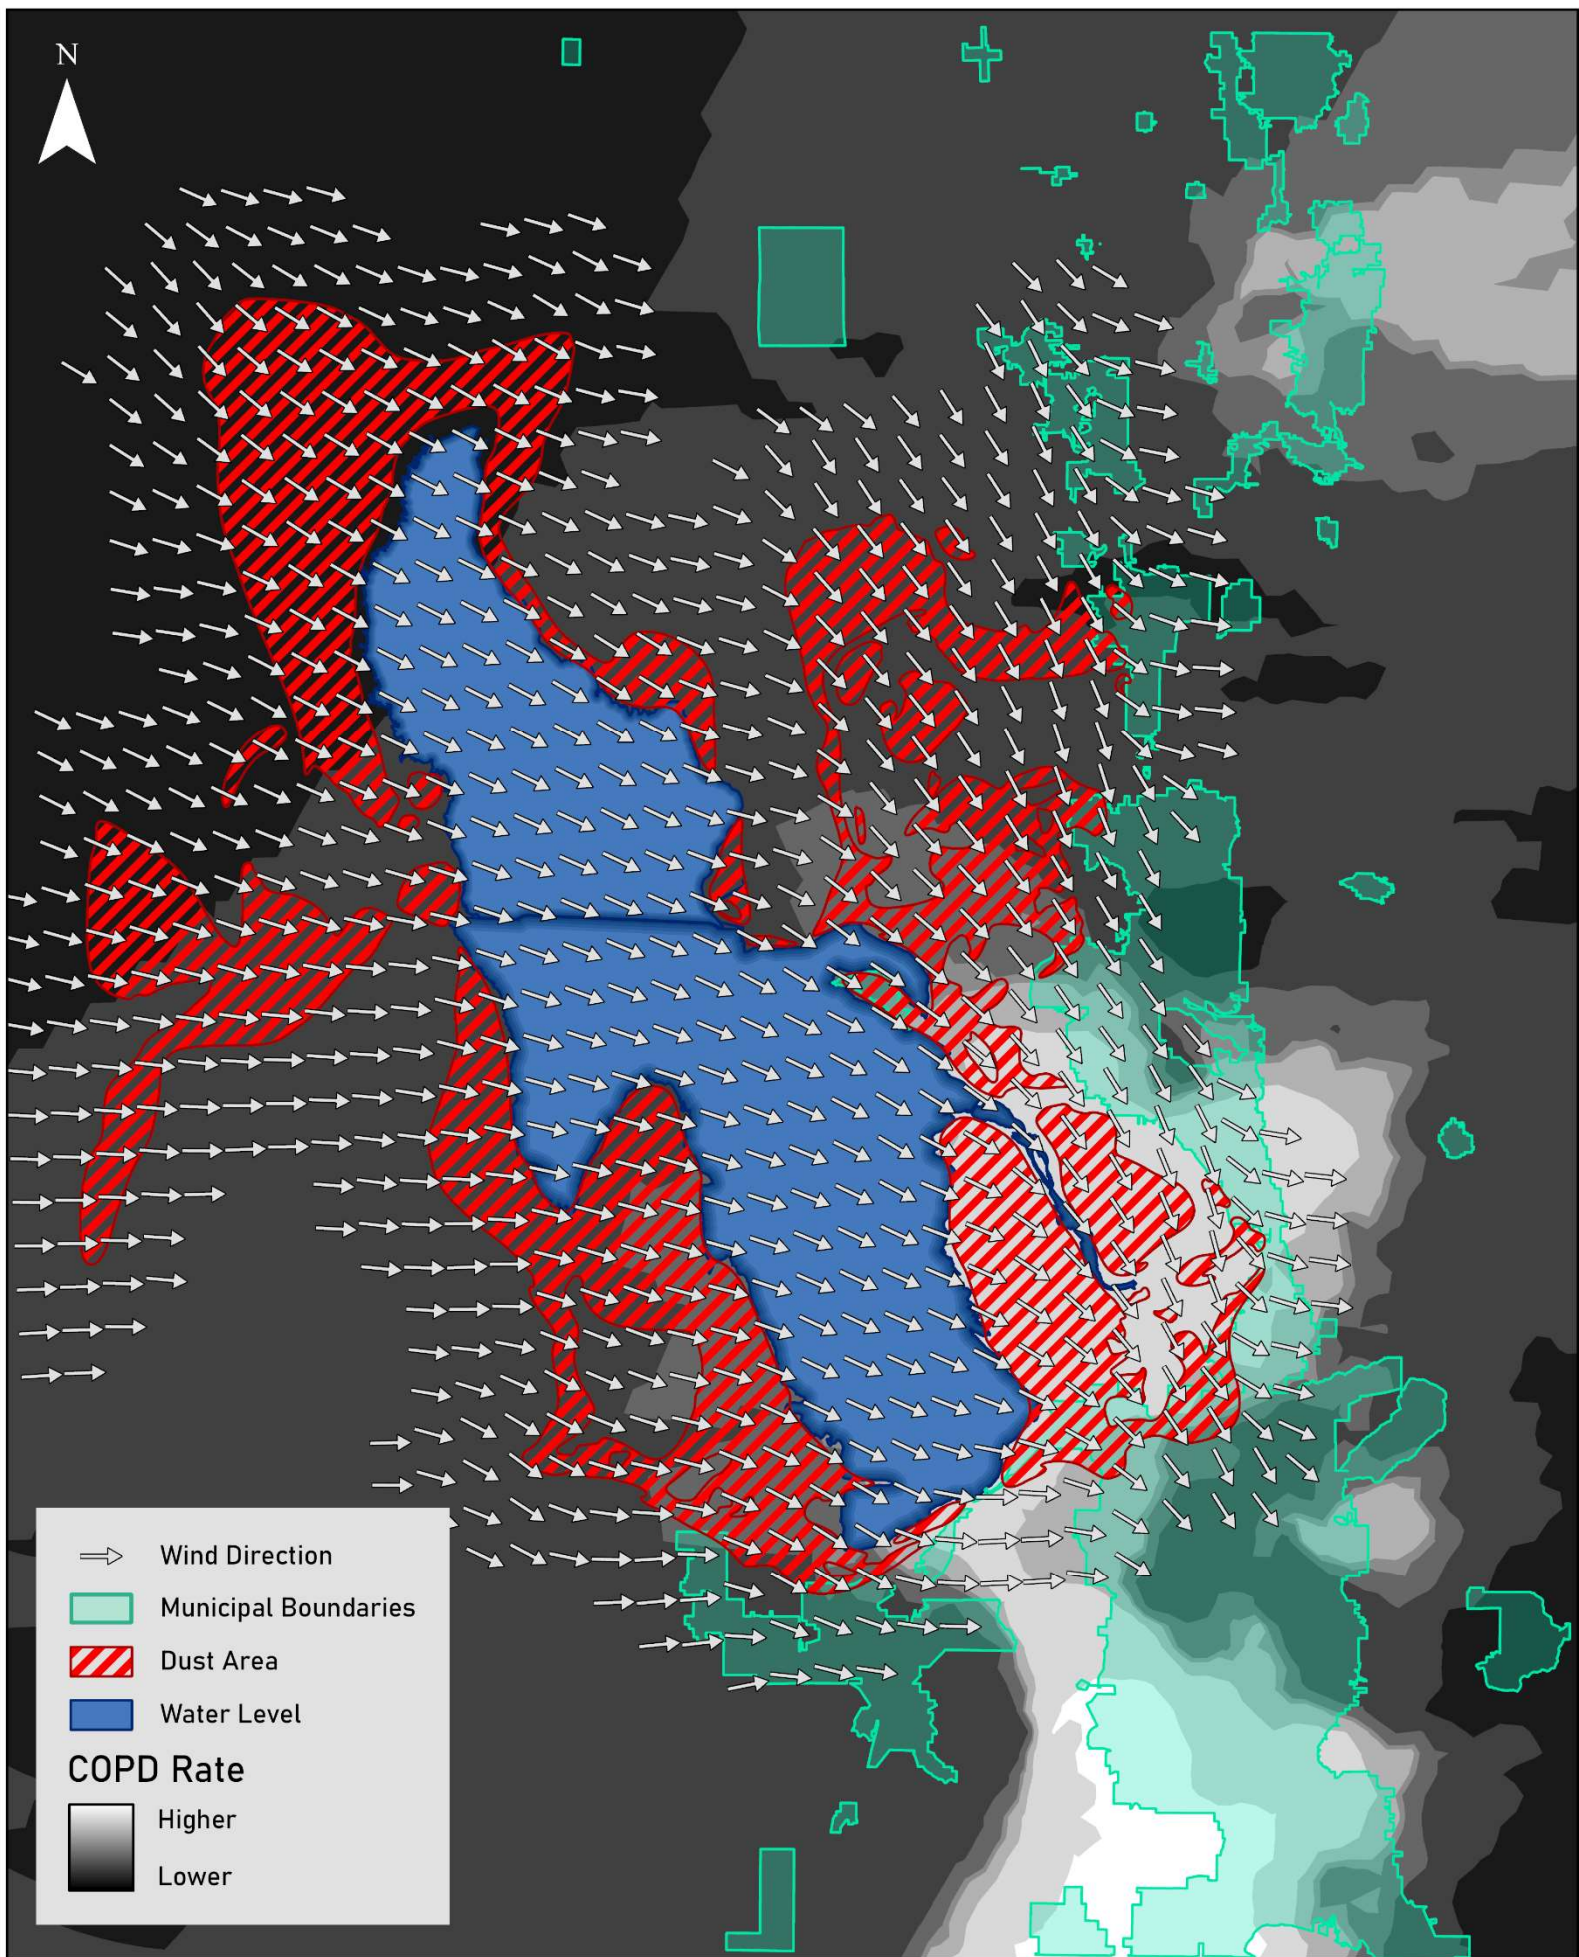 N
Wind Direction
Municipal Boundaries
Dust Area
Water Level
COPD Rate
Higher
Lower